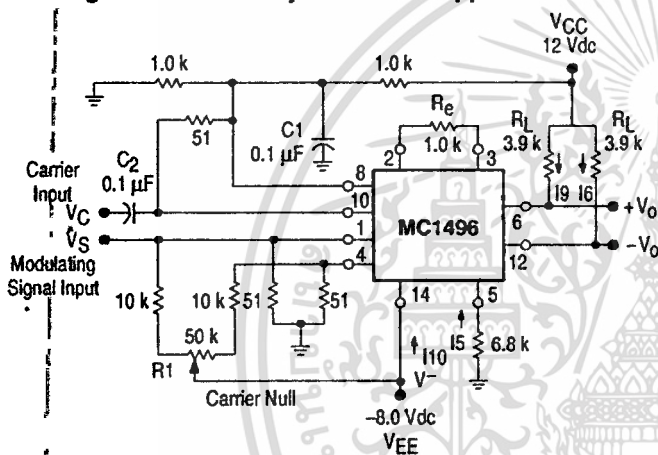 VCC
12 Vdc
1.0 k
1.0 k
Re
1.0 k
RL
3.9 k
RL
3.9 k
51
C1
0.1 µF
2
3
I9
I6
Carrier
Input
C2
0.1 µF
VC
VS
Modulating
Signal Input
8
10
1
4
MC1496
6
12
+Vo
-Vo
14
5
10 k
10 k
51
51
50 k
R1
Carrier Null
I10
I5
6.8 k
V-
-8.0 Vdc
VEE